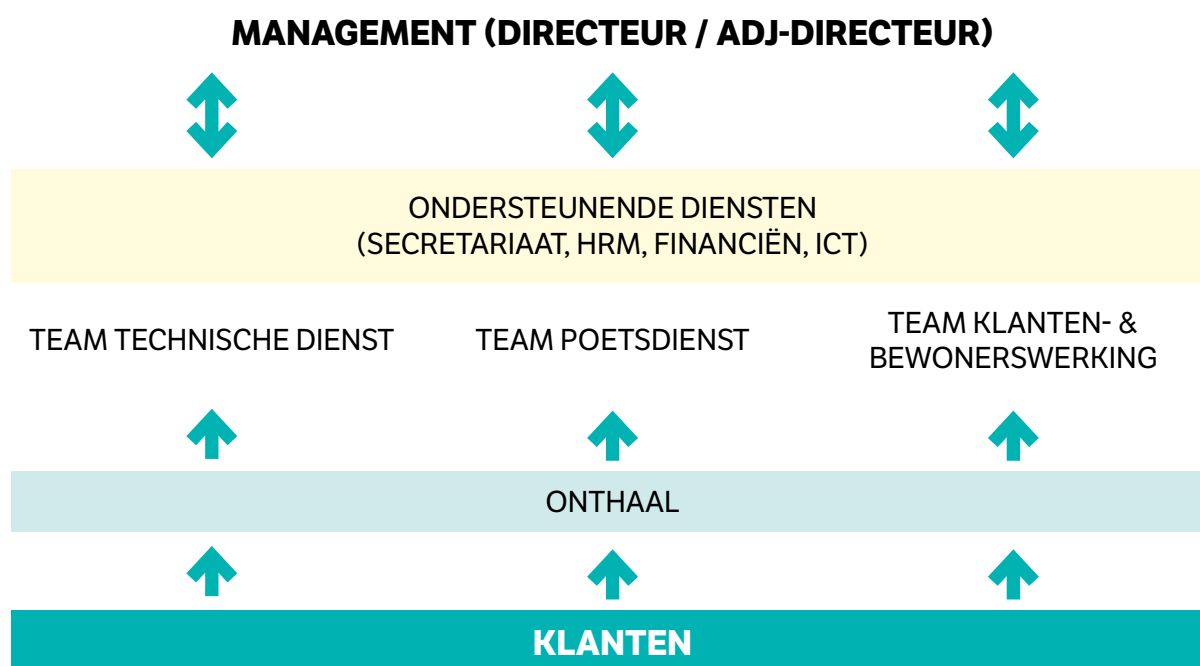 MANAGEMENT (DIRECTEUR / ADJ-DIRECTEUR)
ONDERSTEUNENDE DIENSTEN
(SECRETARIAAT, HRM, FINANCIËN, ICT)
TEAM TECHNISCHE DIENST
TEAM POETSDIENST
TEAM KLANTEN- &
BEWONERSWERKING
ONTHAAL
KLANTEN